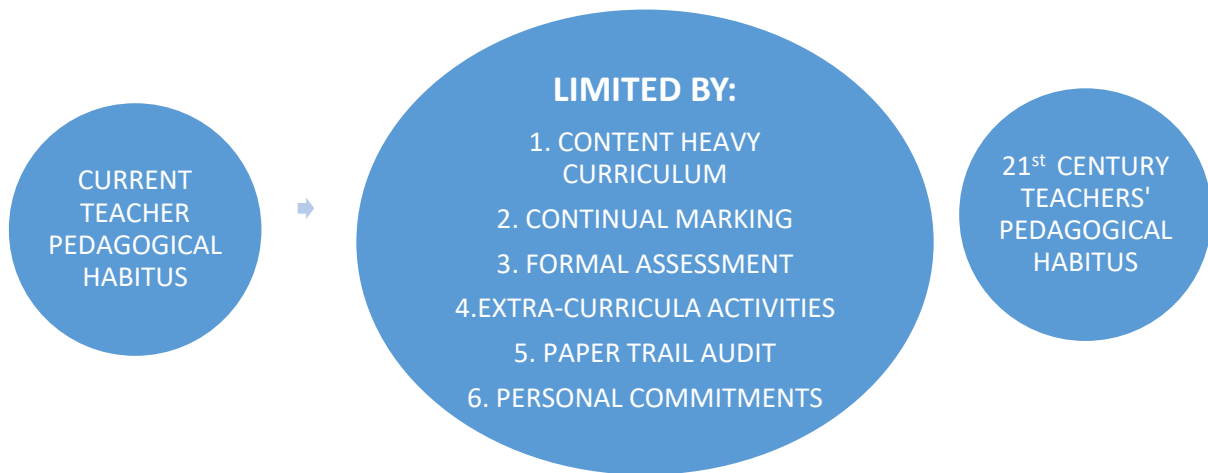 CURRENT
TEACHER
PEDAGOGICAL
HABITUS
LIMITED BY:
1. CONTENT HEAVY
CURRICULUM
2. CONTINUAL MARKING
3. FORMAL ASSESSMENT
4.EXTRA-CURRICULA ACTIVITIES
5. PAPER TRAIL AUDIT
6. PERSONAL COMMITMENTS
21st CENTURY
TEACHERS'
PEDAGOGICAL
HABITUS